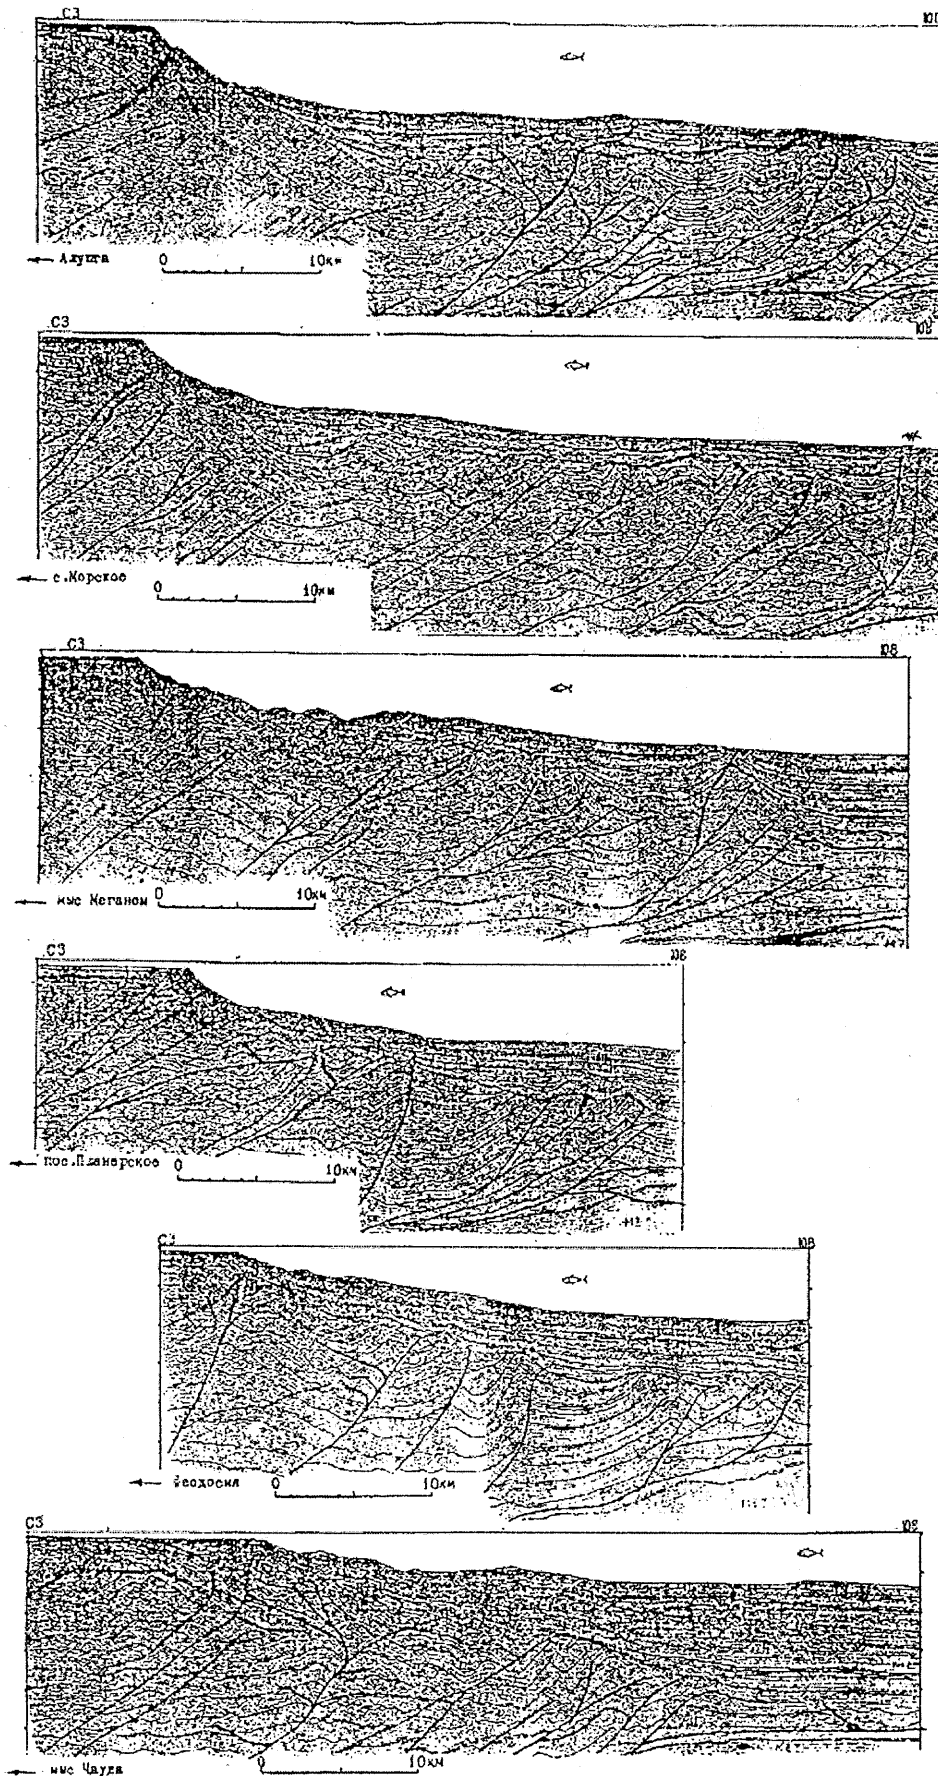 СЗ ЮВ
← Алушта 0 10км
СЗ ЮВ
← с.Морское 0 10км
СЗ ЮВ
← мыс Меганом 0 10км
СЗ ЮВ
← пос.Планерское 0 10км
СЗ ЮВ
← Феодосия 0 10км
СЗ ЮВ
← мыс Чауда 0 10км